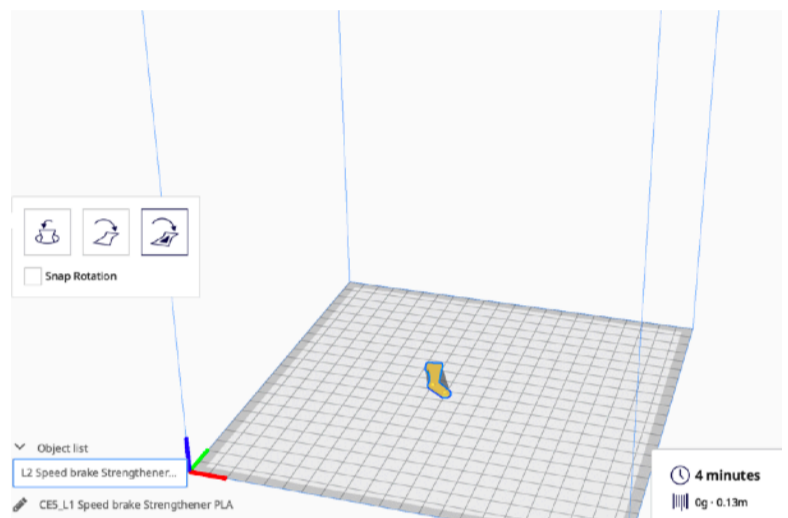 Snap Rotation
Object list
L2 Speed brake Strengthener...
CE5_L1 Speed brake Strengthener PLA
4 minutes
0g · 0.13m